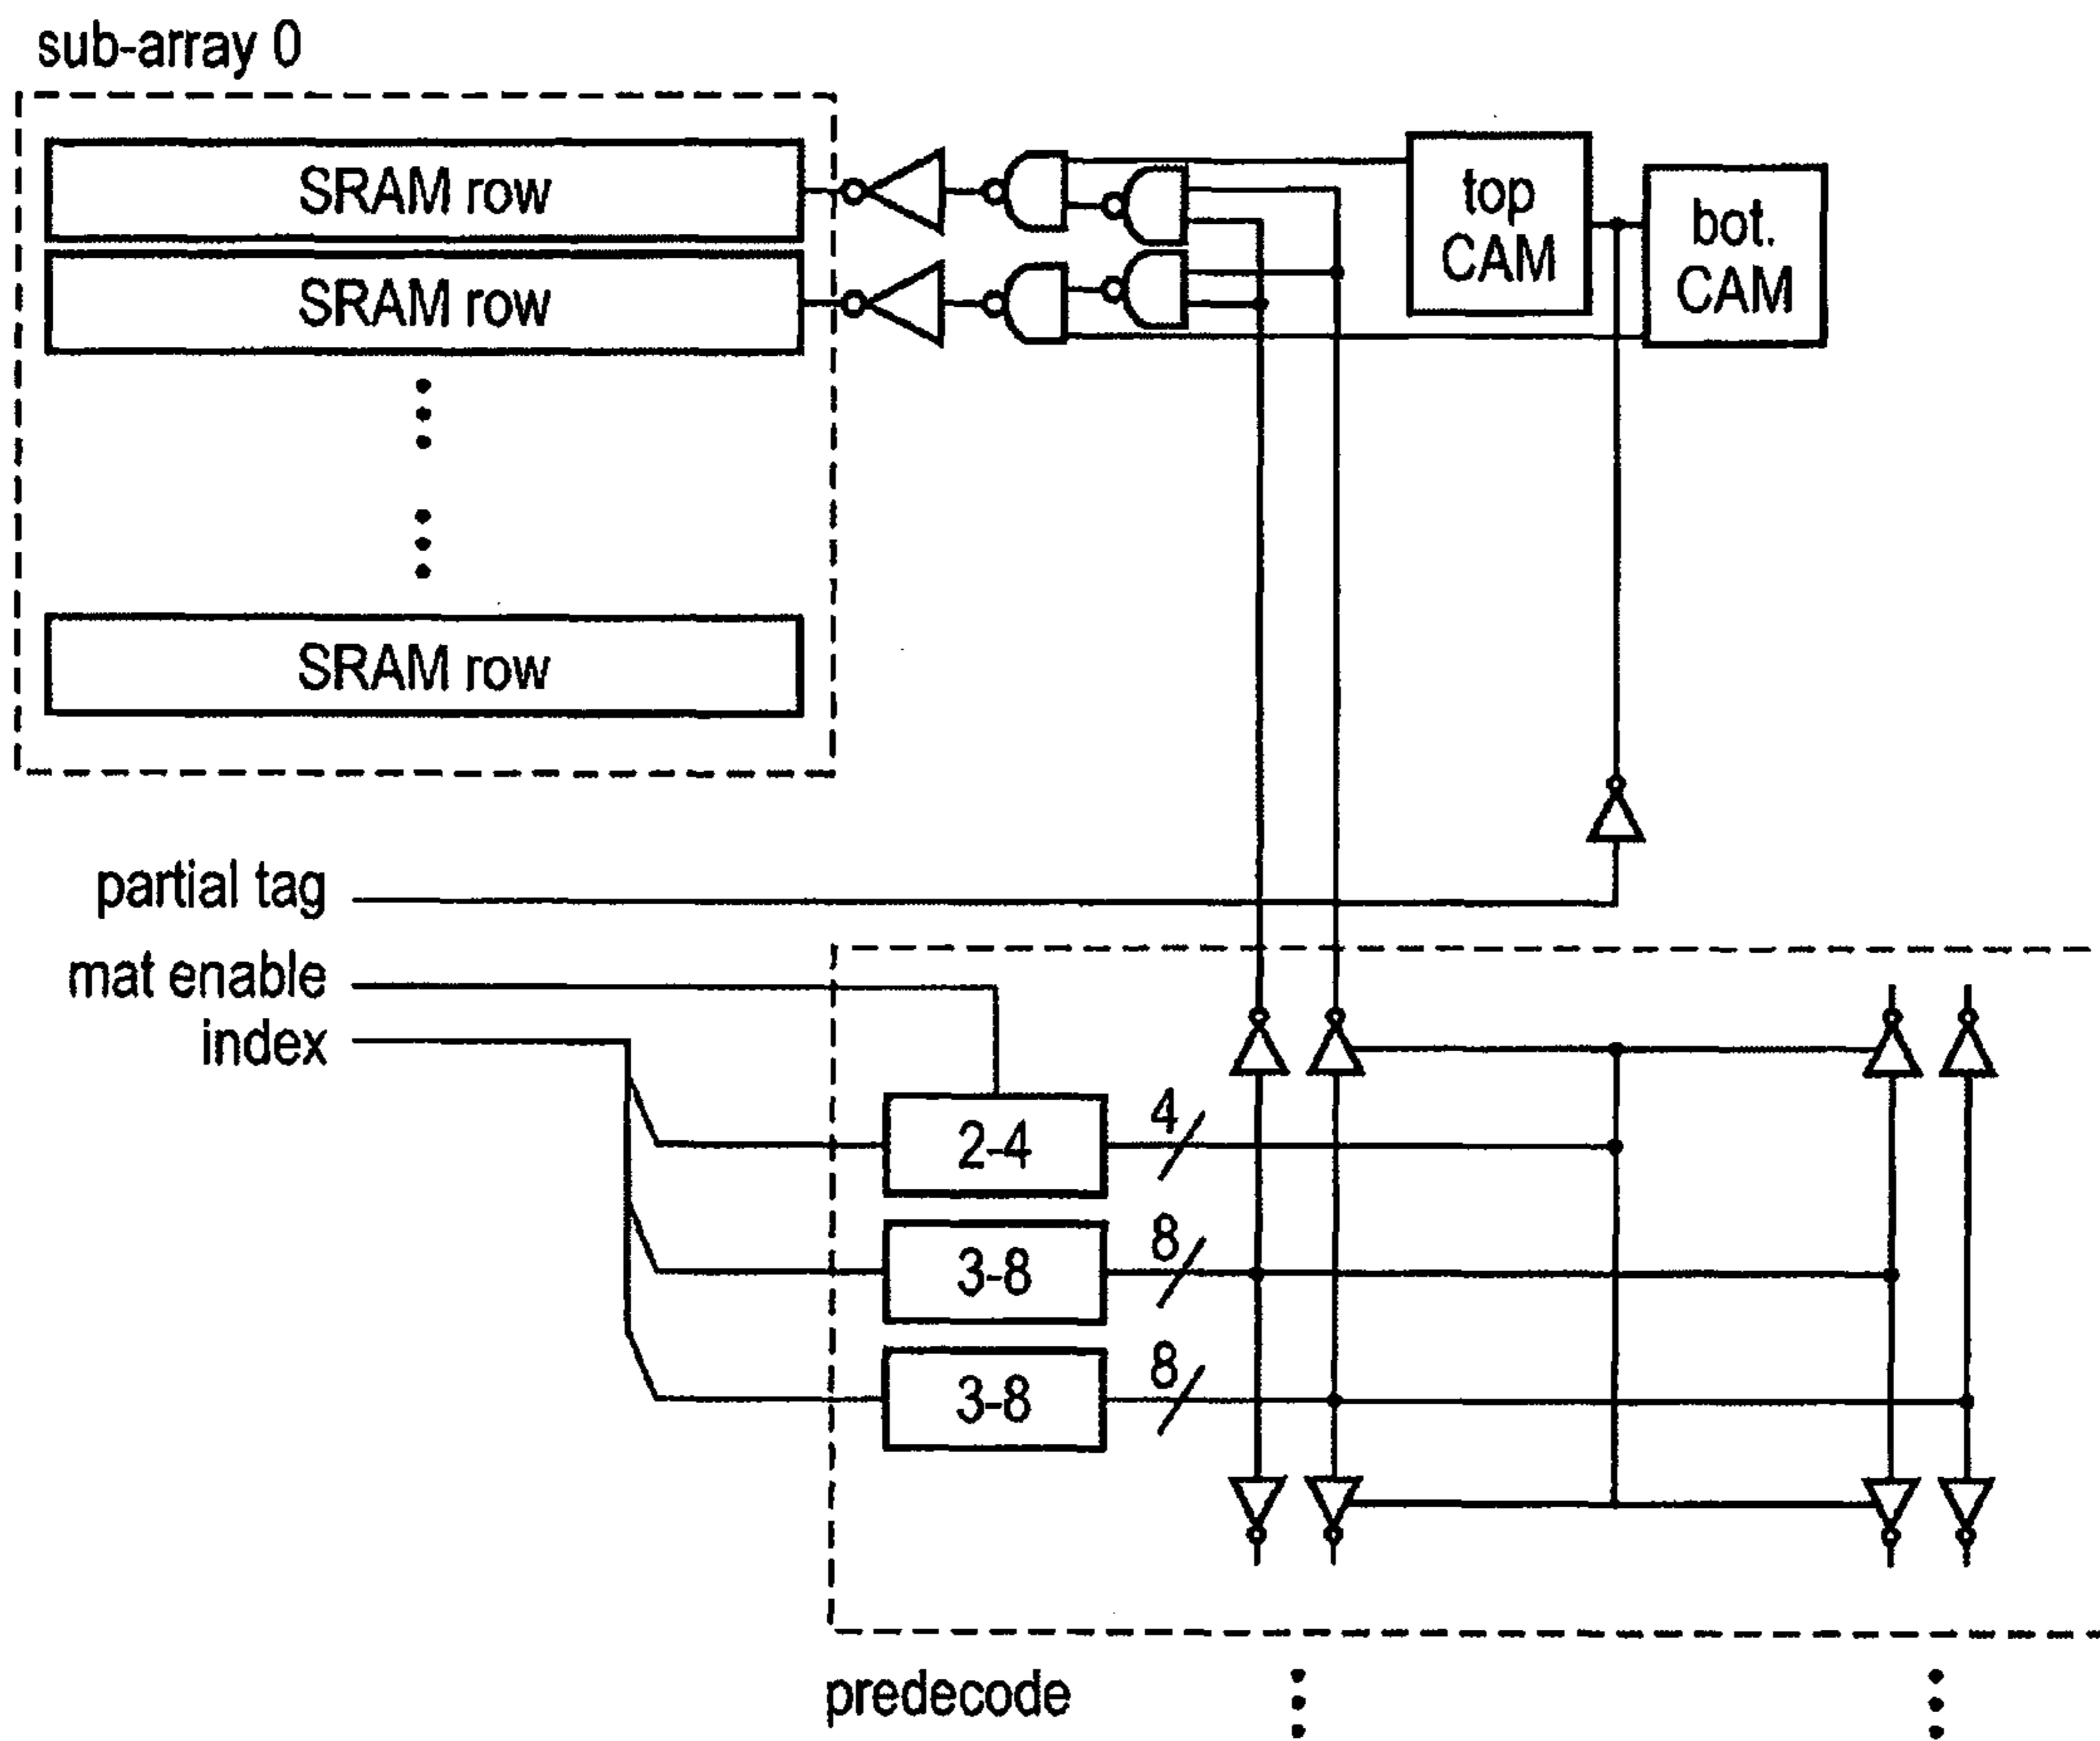 sub-array 0
SRAM row
SRAM row
SRAM row
top
CAM
bot.
CAM
partial tag
mat enable
index
2-4
4
3-8
8
3-8
8
predecode